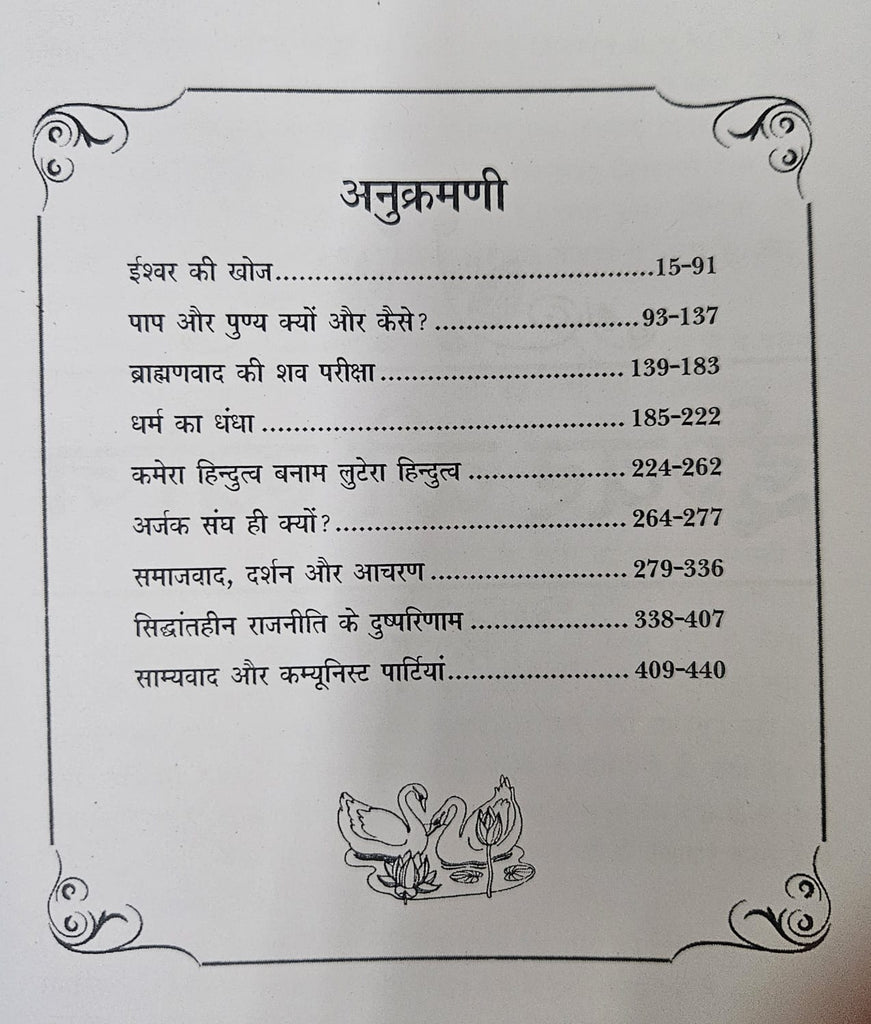 अनुक्रमणी
ईश्वर की खोज...............................................15-91
पाप और पुण्य क्यों और कैसे? .........................93-137
ब्राह्मणवाद की शव परीक्षा .............................. 139-183
धर्म का धंधा ............................................. 185-222
कमेरा हिन्दुत्व बनाम लुटेरा हिन्दुत्व ................... 224-262
अर्जक संघ ही क्यों? .................................... 264-277
समाजवाद, दर्शन और आचरण ........................ 279-336
सिद्धांतहीन राजनीति के दुष्परिणाम ................... 338-407
साम्यवाद और कम्यूनिस्ट पार्टियां...................... 409-440